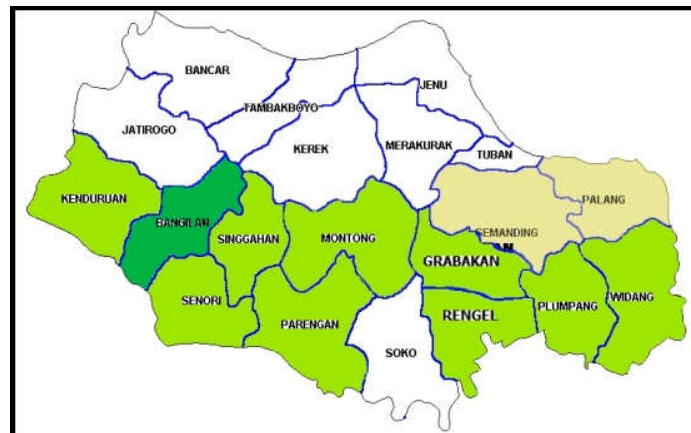 BANCAR
JENU
TAMBAKBOYO
JATIROGO
KEREK
MERAKURAK
TUBAN
KENDURUAN
PALANG
BANGILAN
SINGGAHAN
MONTONG
SEMANDING
AN
GRABAKAN
SENORI
WIDANG
PLUMPANG
RENGEL
PARENGAN
SOKO